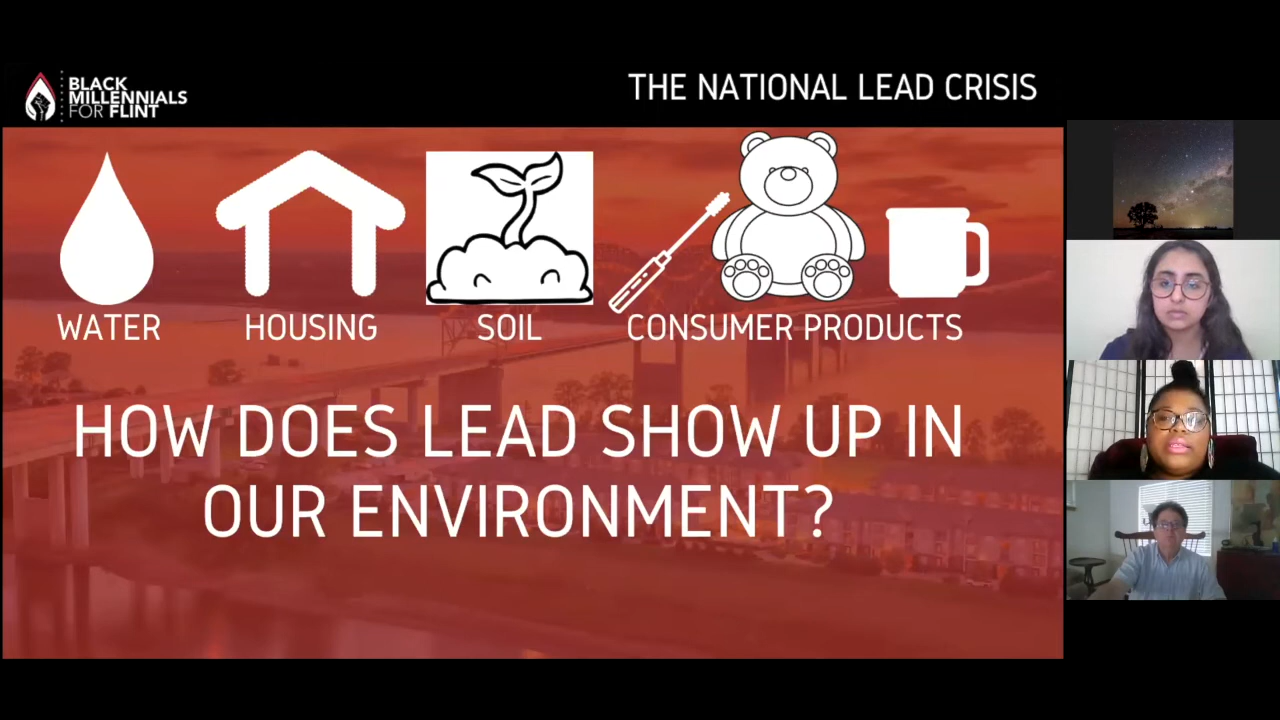 BLACK
MILLENNIALS
FOR FLINT
THE NATIONAL LEAD CRISIS
WATER
HOUSING
SOIL
CONSUMER PRODUCTS
HOW DOES LEAD SHOW UP IN
OUR ENVIRONMENT?